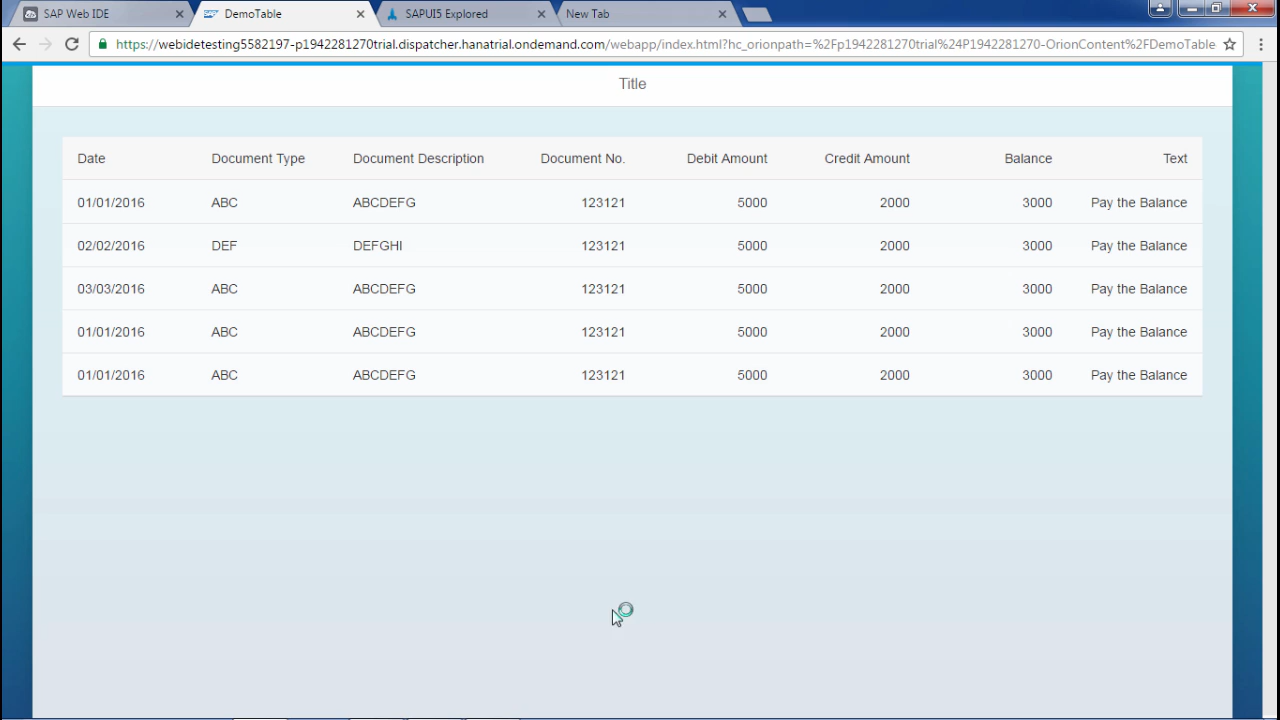 SAP Web IDE DemoTable SAPUI5 Explored New Tab
https://webidetesting5582197-p1942281270trial.dispatcher.hanatrial.ondemand.com/webapp/index.html?hc_orionpath=%2Fp1942281270trial%24P1942281270-OrionContent%2FDemoTable
Title
Date Document Type Document Description Document No. Debit Amount Credit Amount Balance Text
01/01/2016 ABC ABCDEFG 123121 5000 2000 3000 Pay the Balance
02/02/2016 DEF DEFGHI 123121 5000 2000 3000 Pay the Balance
03/03/2016 ABC ABCDEFG 123121 5000 2000 3000 Pay the Balance
01/01/2016 ABC ABCDEFG 123121 5000 2000 3000 Pay the Balance
01/01/2016 ABC ABCDEFG 123121 5000 2000 3000 Pay the Balance